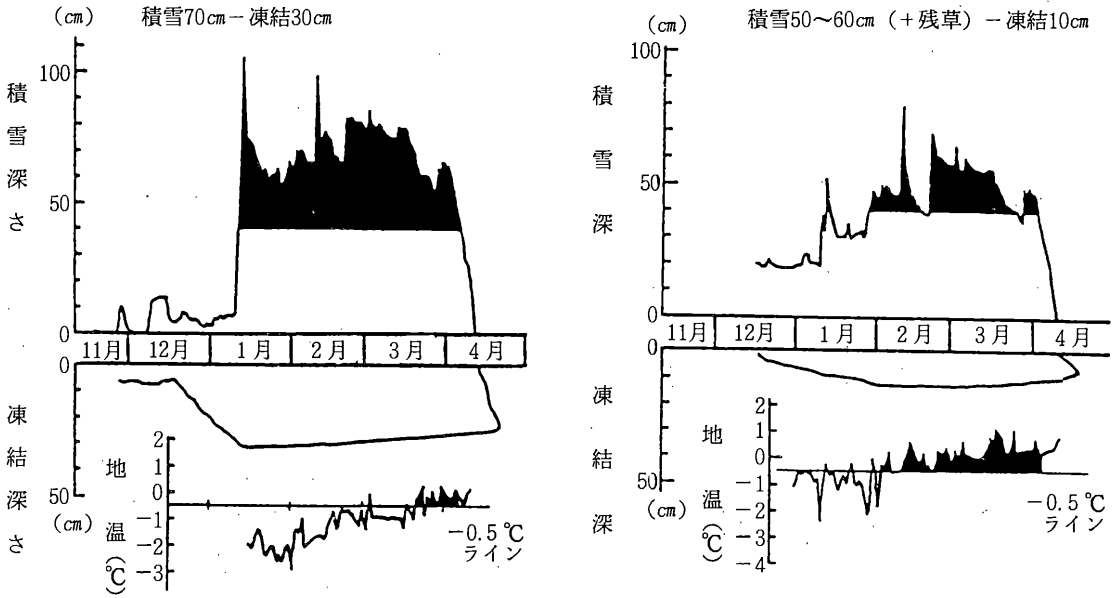 積雪70cm－凍結30cm
(cm)
100
50
0
積雪深さ
11月 12月 1月 2月 3月 4月
0
50
(cm)
凍結深さ
2
1
0
−1
−2
−3
地温(℃)
−0.5℃
ライン
積雪50～60cm（＋残草）－凍結10cm
(cm)
100
50
0
積雪深
11月 12月 1月 2月 3月 4月
0
50
(cm)
凍結深
2
1
0
−1
−2
−3
−4
地温(℃)
−0.5℃
ライン